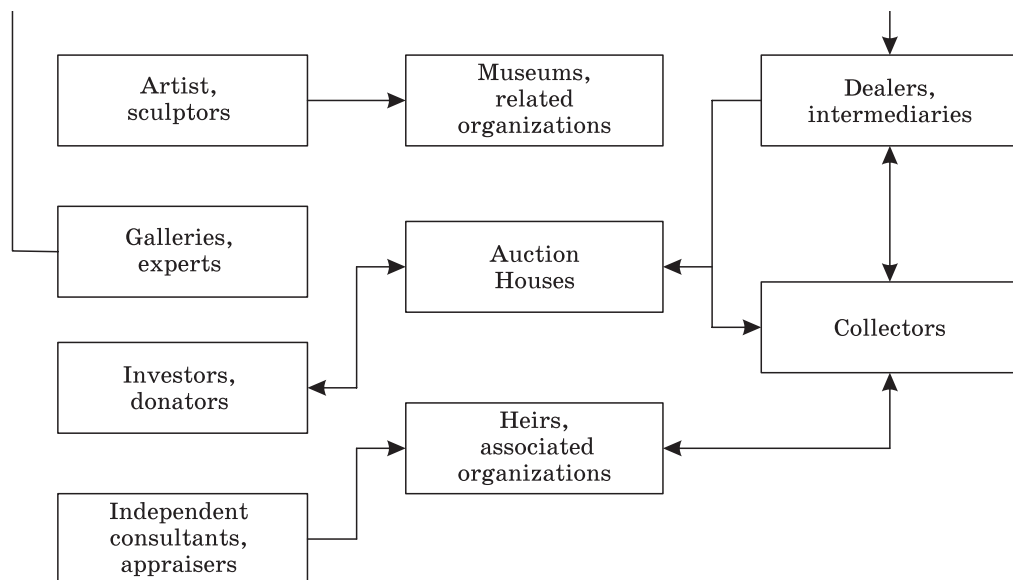 Artist,
sculptors
Museums,
related
organizations
Dealers,
intermediaries
Galleries,
experts
Auction
Houses
Collectors
Investors,
donators
Heirs,
associated
organizations
Independent
consultants,
appraisers